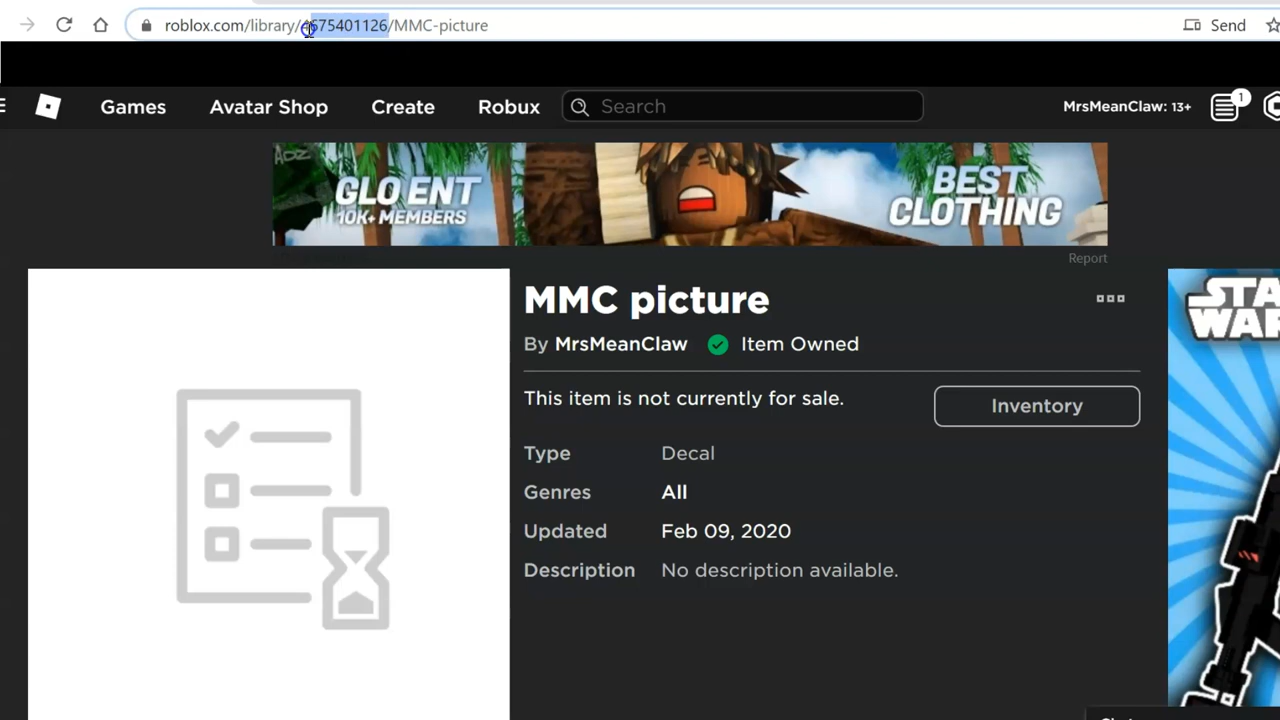 roblox.com/library/4675401126/MMC-picture
Send
Games
Avatar Shop
Create
Robux
Search
MrsMeanClaw: 13+
1
ADZ
GLO ENT
10K+ MEMBERS
BEST
CLOTHING
Report
MMC picture
By MrsMeanClaw
Item Owned
This item is not currently for sale.
Inventory
Type
Decal
Genres
All
Updated
Feb 09, 2020
Description
No description available.
STA
WAR